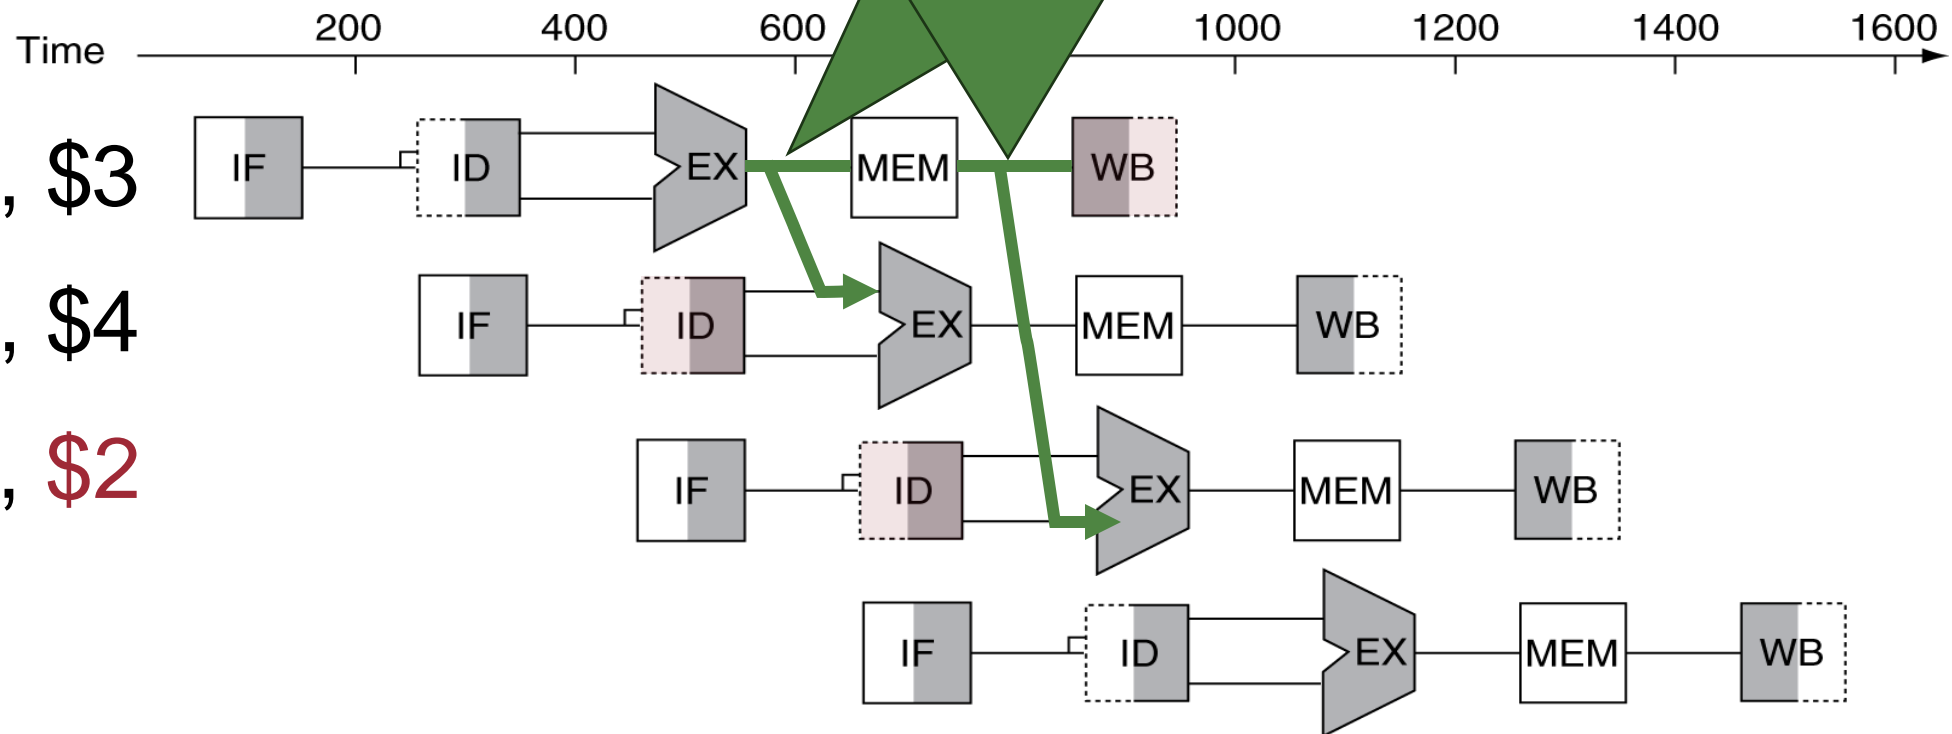 200 400 600 1000 1200 1400 1600
Time
, $3 IF ID EX MEM WB
, $4 IF ID EX MEM WB
, $2 IF ID EX MEM WB
IF ID EX MEM WB